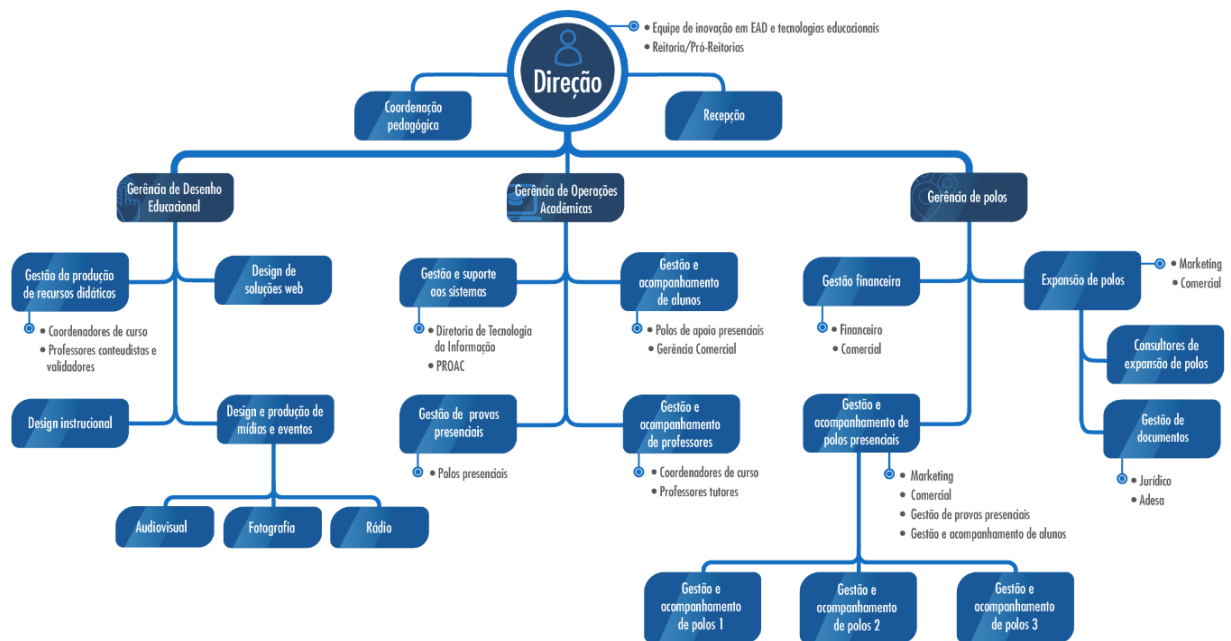 • Equipe de inovação em EAD e tecnologias educacionais
• Reitoria/Pró-Reitorias
Direção
Coordenação
pedagógica
Recepção
Gerência de Desenho
Educacional
Gerência de Operações
Acadêmicas
Gerência de polos
Gestão da produção
de recursos didáticos
• Coordenadores de curso
• Professores conteudistas e
validadores
Design de
soluções web
Design instrucional
Design e produção de
mídias e eventos
Audiovisual
Fotografia
Rádio
Gestão e suporte
aos sistemas
• Diretoria de Tecnologia
da Informação
• PROAC
Gestão e
acompanhamento
de alunos
• Polos de apoio presenciais
• Gerência Comercial
Gestão de provas
presenciais
• Polos presenciais
Gestão e
acompanhamento
de professores
• Coordenadores de curso
• Professores tutores
Gestão financeira
• Financeiro
• Comercial
Expansão de polos
• Marketing
• Comercial
Consultores de
expansão de polos
Gestão de
documentos
• Jurídico
• Adesa
Gestão e
acompanhamento de
polos presenciais
• Marketing
• Comercial
• Gestão de provas presenciais
• Gestão e acompanhamento de alunos
Gestão e
acompanhamento
de polos 1
Gestão e
acompanhamento
de polos 2
Gestão e
acompanhamento
de polos 3